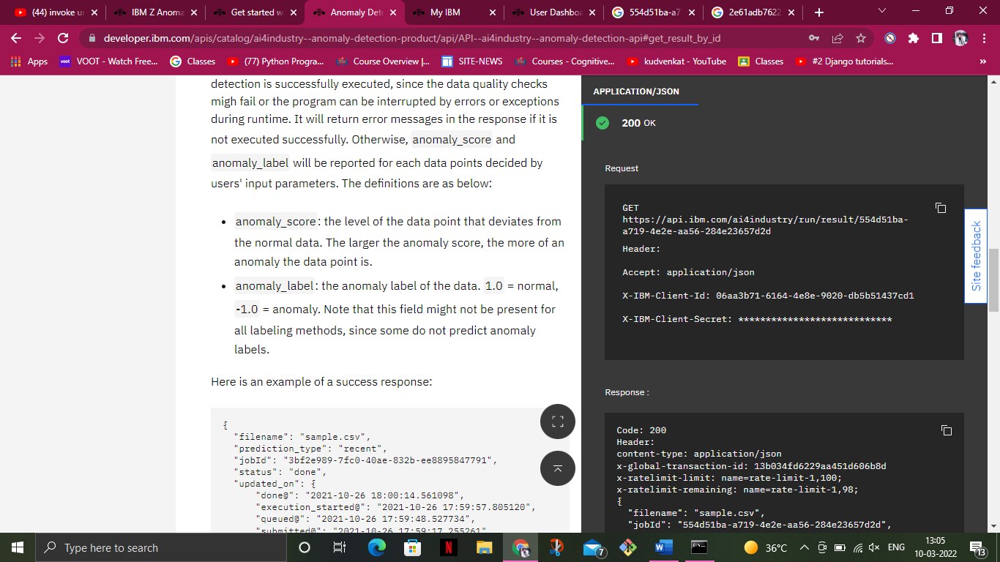 (44) invoke ur
IBM Z Anoma
Get started w
Anomaly Det
My IBM
User Dashboa
554d51ba-a7
2e61adb7622
developer.ibm.com/apis/catalog/ai4industry--anomaly-detection-product/api/API--ai4industry--anomaly-detection-api#get_result_by_id
Apps
VOOT - Watch Free...
Classes
(77) Python Progra...
Course Overview |...
SITE-NEWS
Courses - Cognitive...
kudvenkat - YouTube
Classes
#2 Django tutorials...
»
detection is successfully executed, since the data quality checks
migh fail or the program can be interrupted by errors or exceptions
during runtime. It will return error messages in the response if it is
not executed successfully. Otherwise, anomaly_score and
anomaly_label will be reported for each data points decided by
users' input parameters. The definitions are as below:
• anomaly_score: the level of the data point that deviates from
the normal data. The larger the anomaly score, the more of an
anomaly the data point is.
• anomaly_label: the anomaly label of the data. 1.0 = normal,
-1.0 = anomaly. Note that this field might not be present for
all labeling methods, since some do not predict anomaly
labels.
Here is an example of a success response:
{
"filename": "sample.csv",
"prediction_type": "recent",
"jobId": "3bf2e989-7fc0-40ae-832b-ee8895847791",
"status": "done",
"updated_on": {
"done@": "2021-10-26 18:00:14.561098",
"execution_started@": "2021-10-26 17:59:57.805120",
"queued@": "2021-10-26 17:59:48.527734",
"submitted@": "2021-10-26 17:59:17.255261"
APPLICATION/JSON
200 OK
Request
GET
https://api.ibm.com/ai4industry/run/result/554d51ba-
a719-4e2e-aa56-284e23657d2d
Header:
Accept: application/json
X-IBM-Client-Id: 06aa3b71-6164-4e8e-9020-db5b51437cd1
X-IBM-Client-Secret: ****************************
Response :
Code: 200
Header:
content-type: application/json
x-global-transaction-id: 13b034fd6229aa451d606b8d
x-ratelimit-limit: name=rate-limit-1,100;
x-ratelimit-remaining: name=rate-limit-1,98;
{
"filename": "sample.csv",
"jobId": "554d51ba-a719-4e2e-aa56-284e23657d2d",
Site feedback
Type here to search
7
36°C
ENG
13:05
10-03-2022
13